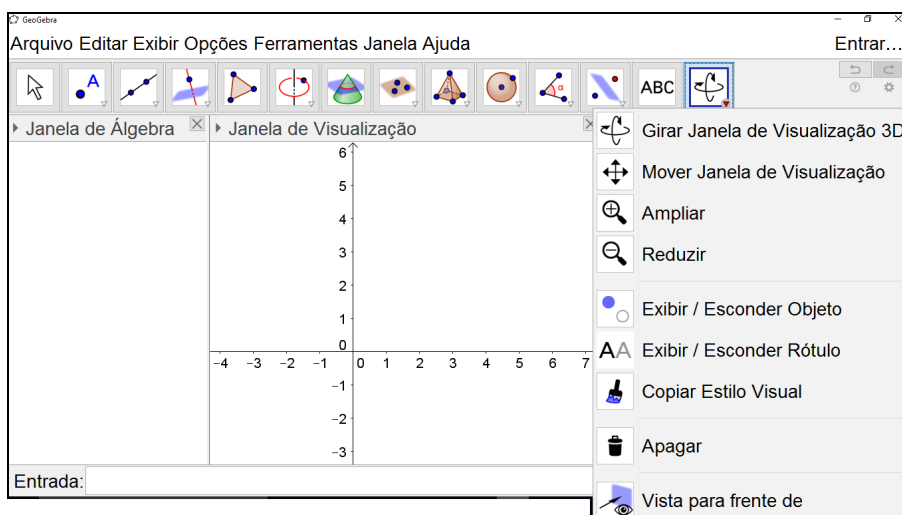 GeoGebra
Arquivo Editar Exibir Opções Ferramentas Janela Ajuda Entrar...
A α ABC
Janela de Álgebra Janela de Visualização
Girar Janela de Visualização 3D
Mover Janela de Visualização
Ampliar
Reduzir
Exibir / Esconder Objeto
AA Exibir / Esconder Rótulo
Copiar Estilo Visual
Apagar
Vista para frente de
6
5
4
3
2
1
0
-4 -3 -2 -1 0 1 2 3 4 5 6 7
-1
-2
-3
Entrada: